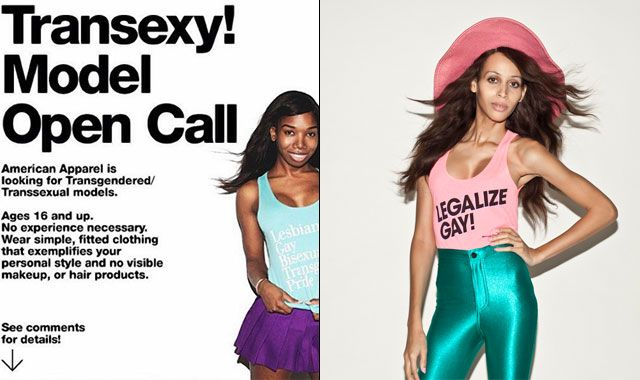 Transexy!
Model
Open Call
American Apparel is
looking for Transgendered/
Transsexual models.
Ages 16 and up.
No experience necessary.
Wear simple, fitted clothing
that exemplifies your
personal style and no visible
makeup, or hair products.
See comments
for details!
Lesbian
Gay
Bisexual
Pride
LEGALIZE
GAY!